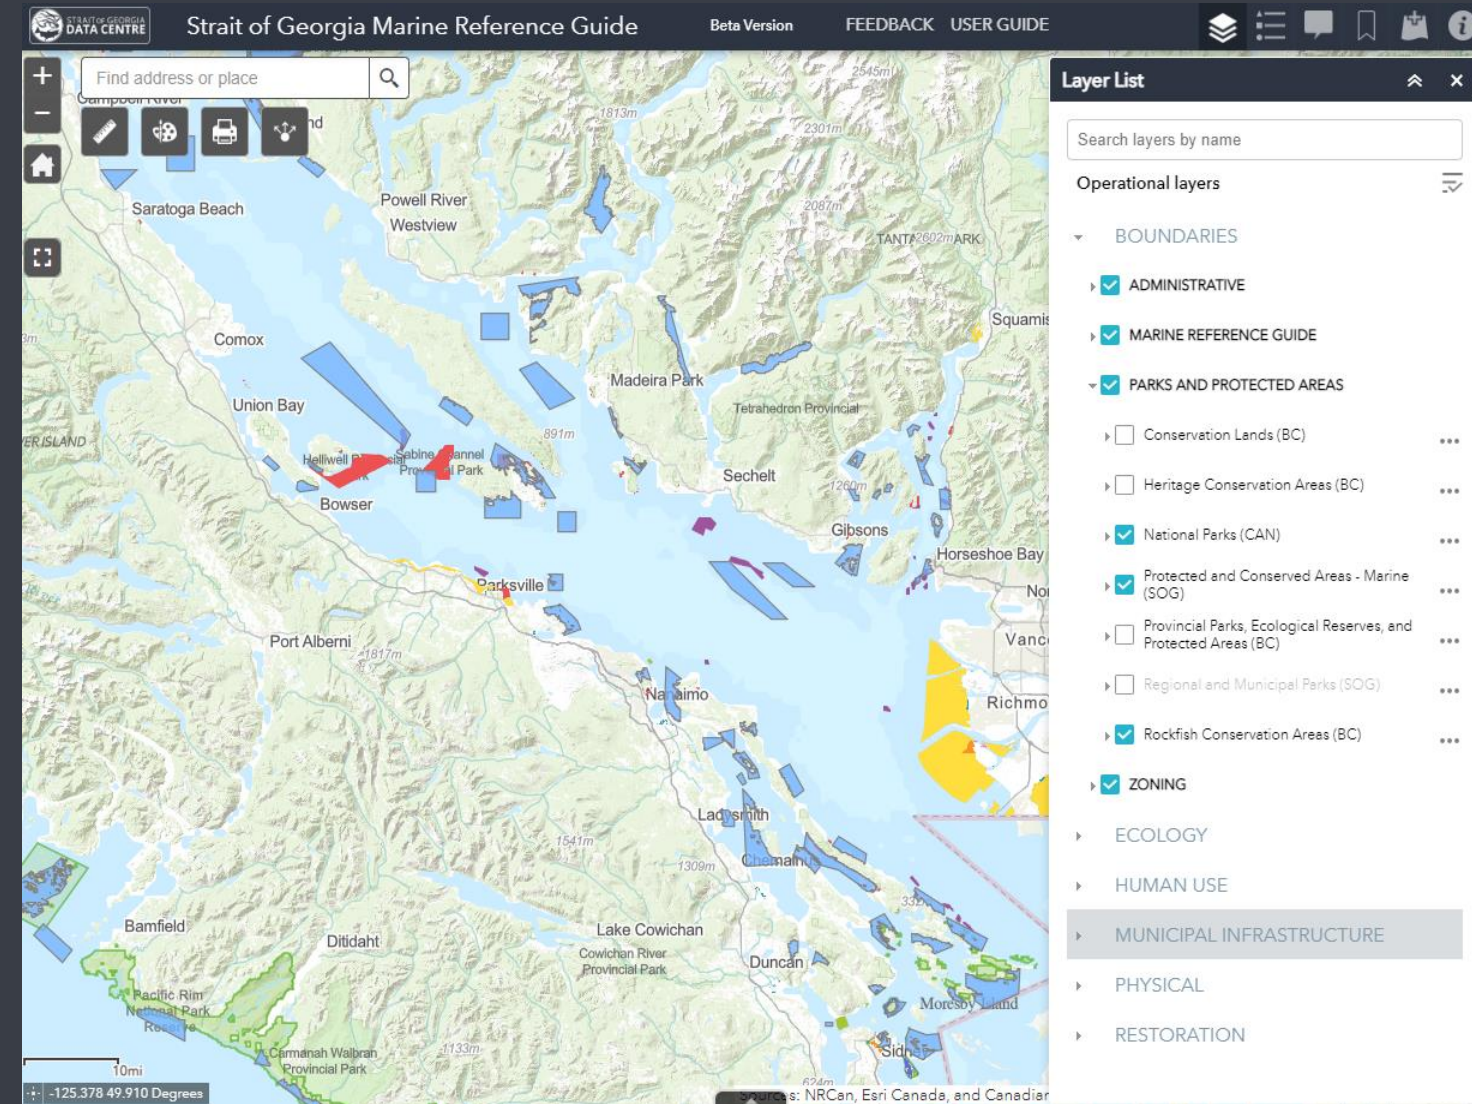 STRAIT OF GEORGIA
DATA CENTRE
Strait of Georgia Marine Reference Guide
Beta Version
FEEDBACK
USER GUIDE
Find address or place
Campbell River
nd
Saratoga Beach
Powell River
Westview
1813m
2545m
2301m
2087m
2602m
Squamis
Comox
Union Bay
Madeira Park
Tetrahedron Provincial
891m
Sechelt
1260m
Bowser
Gibsons
Horseshoe Bay
Parksville
Port Alberni
1817m
Nanaimo
Vanc
Richmo
Ladysmith
1541m
1309m
Bamfield
Ditidaht
Lake Cowichan
Cowichan River
Provincial Park
Duncan
Moresby Island
Pacific Rim
National Park
Reserve
Carmanah Walbran
Provincial Park
1133m
624m
10mi
-125.378 49.910 Degrees
Sources: NRCan, Esri Canada, and Canadian
Layer List
Search layers by name
Operational layers
BOUNDARIES
ADMINISTRATIVE
MARINE REFERENCE GUIDE
PARKS AND PROTECTED AREAS
Conservation Lands (BC)
Heritage Conservation Areas (BC)
National Parks (CAN)
Protected and Conserved Areas - Marine
(SOG)
Provincial Parks, Ecological Reserves, and
Protected Areas (BC)
Regional and Municipal Parks (SOG)
Rockfish Conservation Areas (BC)
ZONING
ECOLOGY
HUMAN USE
MUNICIPAL INFRASTRUCTURE
PHYSICAL
RESTORATION